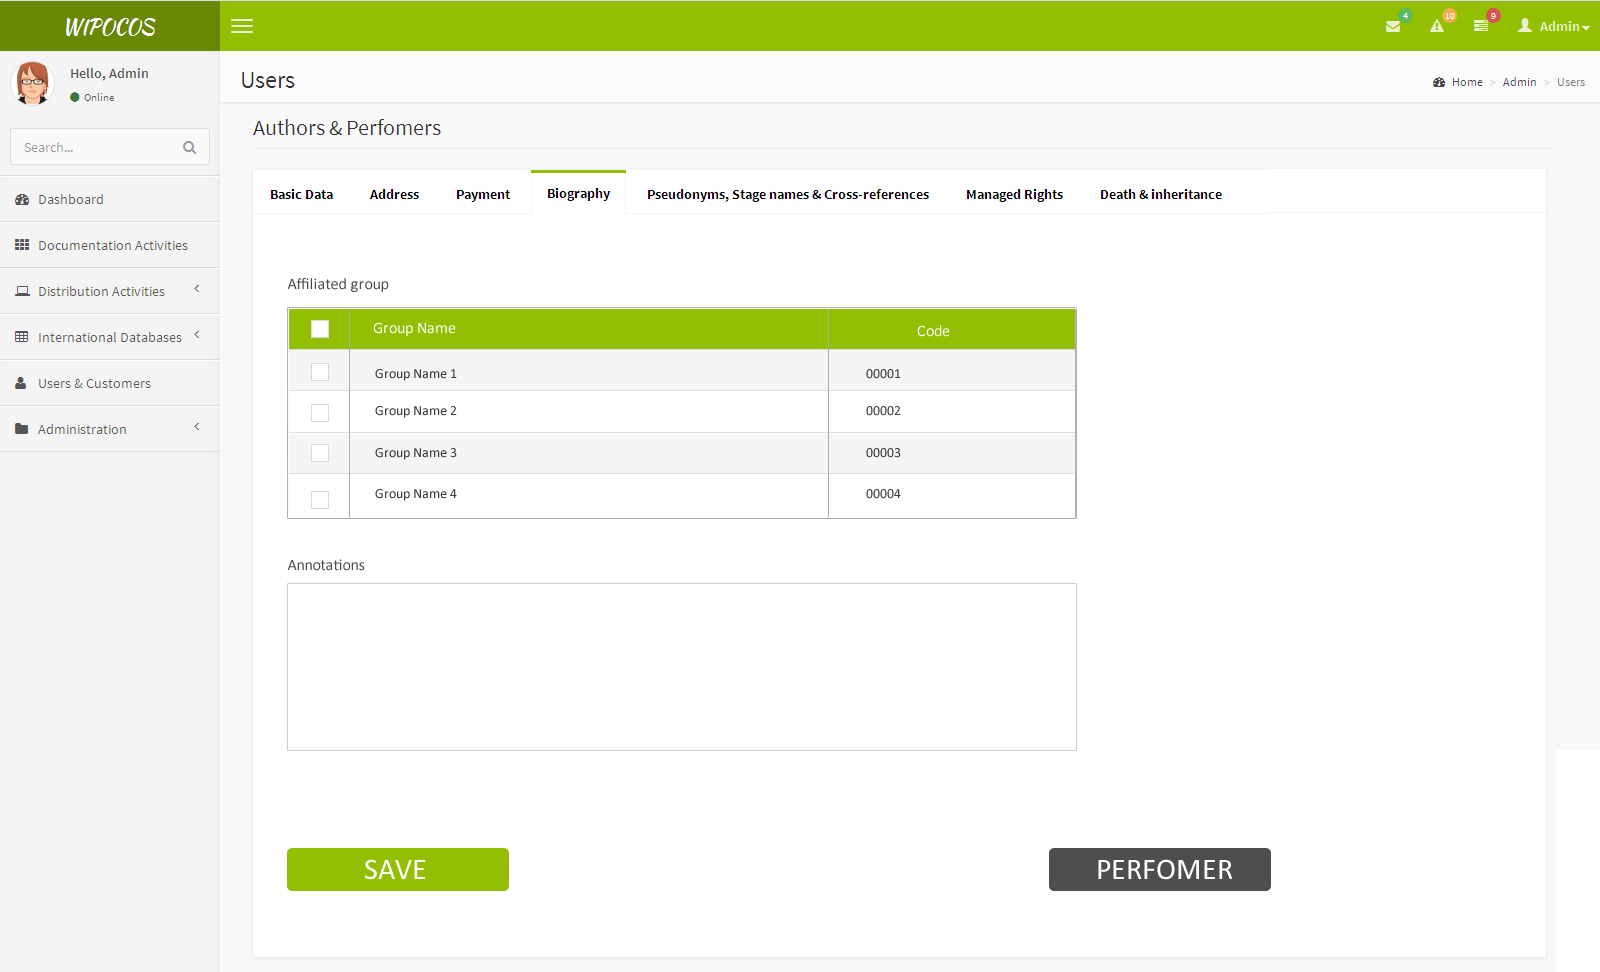 WIPOCOS
4
10
9
Admin
Hello, Admin
Online
Search...
Dashboard
Documentation Activities
Distribution Activities
International Databases
Users & Customers
Administration
Users
Home > Admin > Users
Authors & Perfomers
Basic Data Address Payment Biography Pseudonyms, Stage names & Cross-references Managed Rights Death & inheritance
Affiliated group
Group Name Code
Group Name 1 00001
Group Name 2 00002
Group Name 3 00003
Group Name 4 00004
Annotations
SAVE PERFOMER